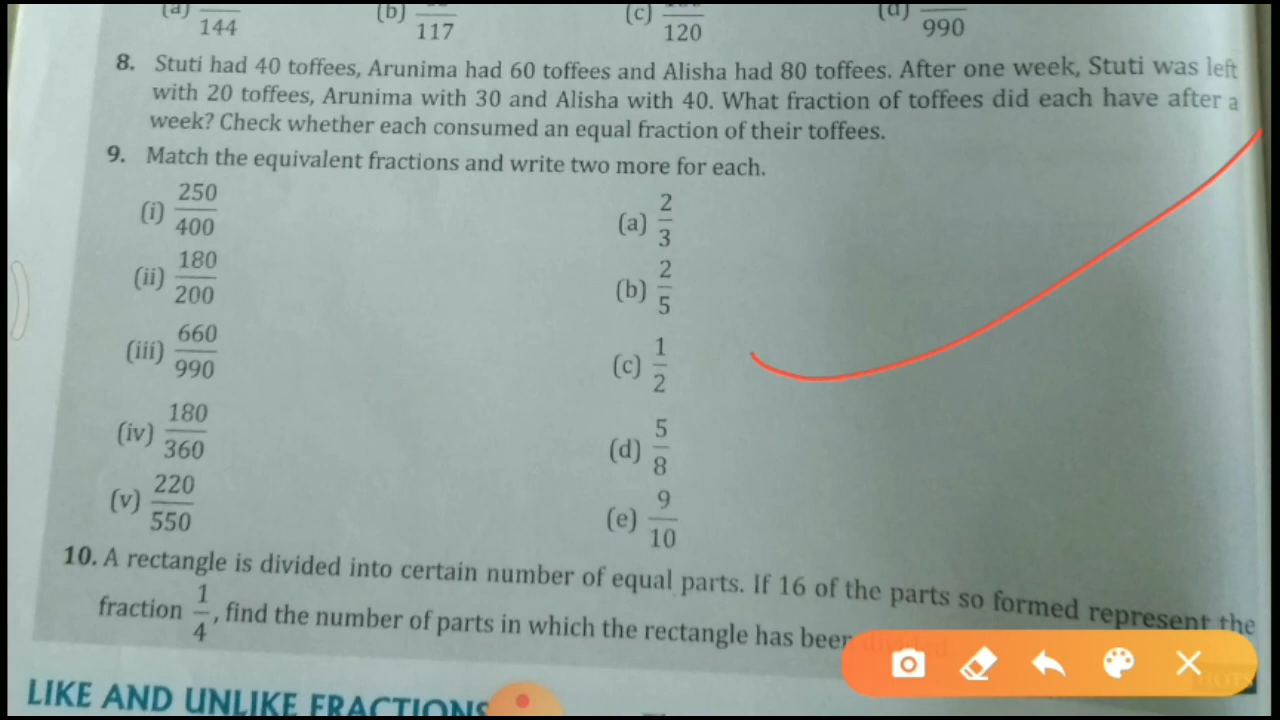 (a) 144 (b) 117 (c) 120 (d) 990
8. Stuti had 40 toffees, Arunima had 60 toffees and Alisha had 80 toffees. After one week, Stuti was left
with 20 toffees, Arunima with 30 and Alisha with 40. What fraction of toffees did each have after a
week? Check whether each consumed an equal fraction of their toffees.
9. Match the equivalent fractions and write two more for each.
(i) 250/400 (a) 2/3
(ii) 180/200 (b) 2/5
(iii) 660/990 (c) 1/2
(iv) 180/360 (d) 5/8
(v) 220/550 (e) 9/10
10. A rectangle is divided into certain number of equal parts. If 16 of the parts so formed represent the
fraction 1/4, find the number of parts in which the rectangle has been
LIKE AND UNLIKE FRACTIONS